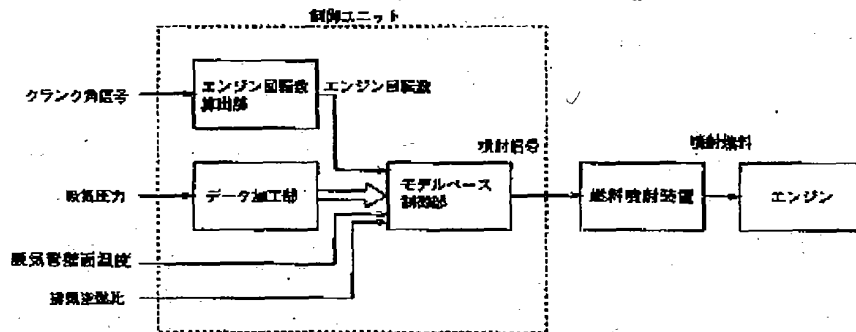 制御ユニット
クランク角信号
エンジン回転数
算出部
エンジン回転数
噴射信号
噴射燃料
吸気圧力
データ加工部
モデルベース
制御部
燃料噴射装置
エンジン
吸気管壁面温度
排気空燃比